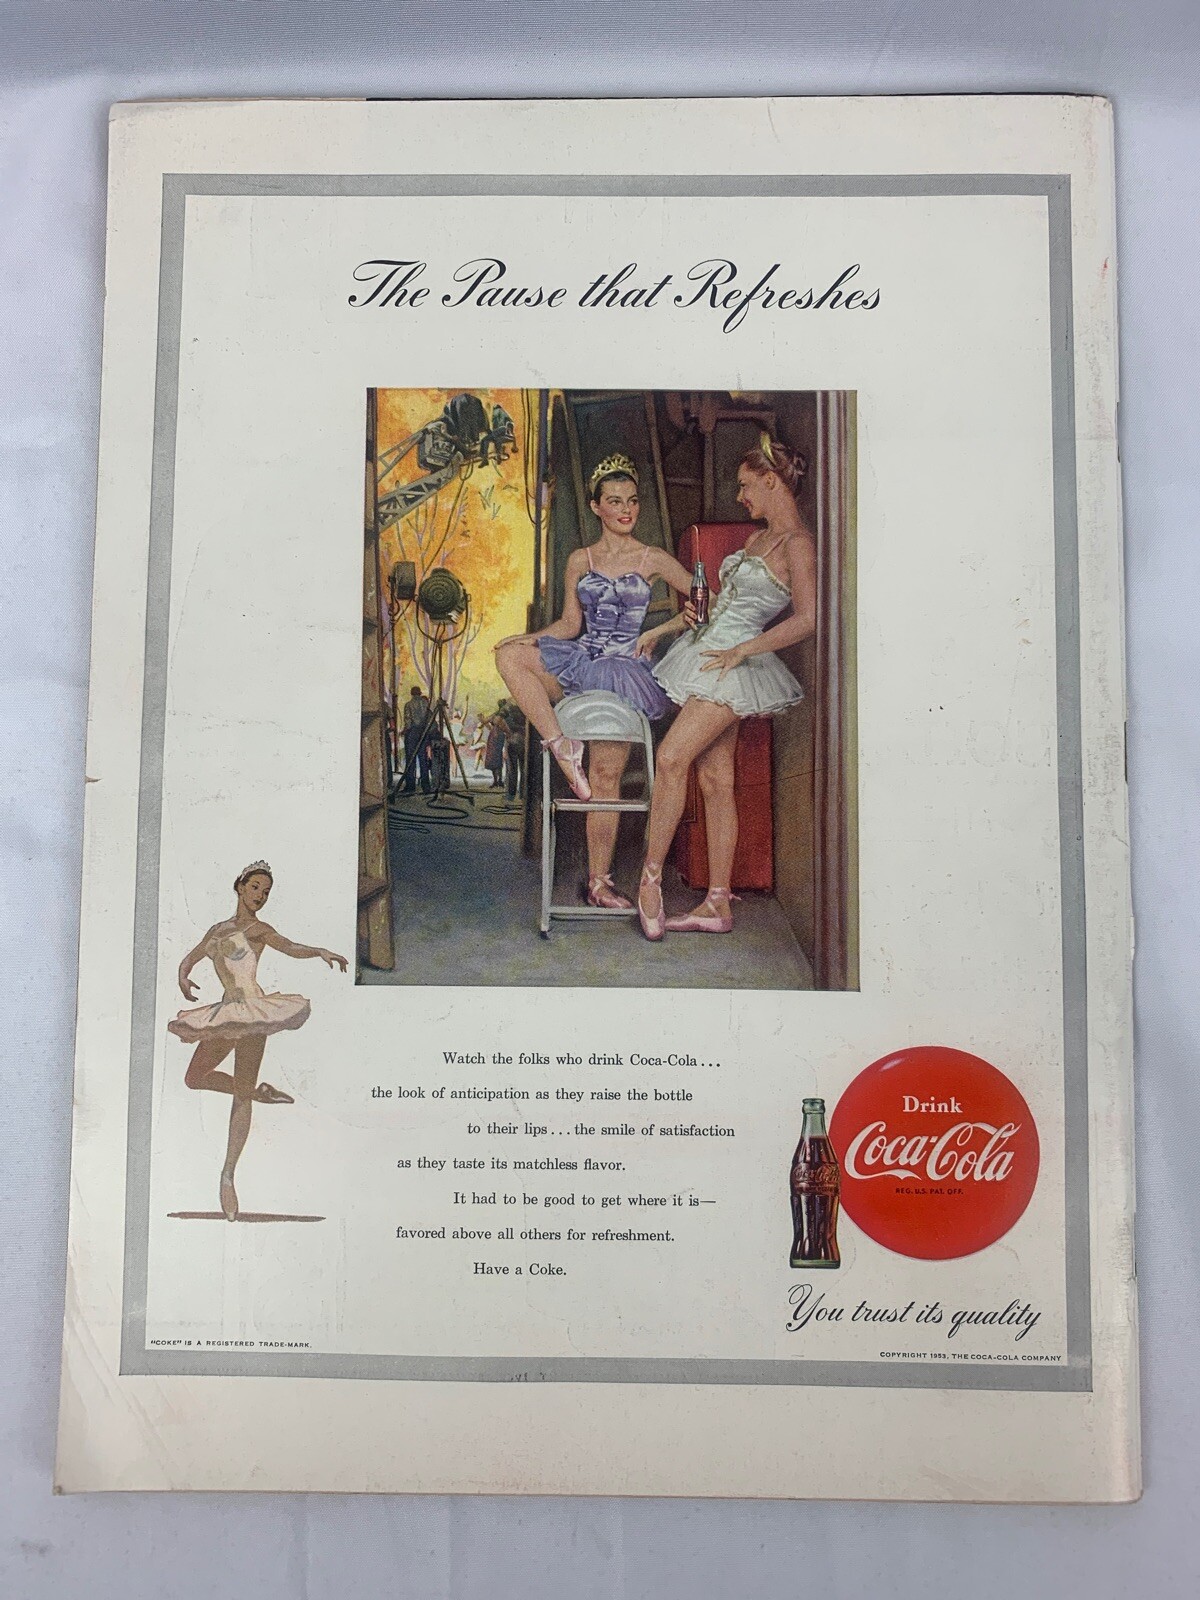 The Pause that Refreshes
Watch the folks who drink Coca-Cola...
the look of anticipation as they raise the bottle
to their lips...the smile of satisfaction
as they taste its matchless flavor.
It had to be good to get where it is—
favored above all others for refreshment.
Have a Coke.
Drink
Coca-Cola
REG. U.S. PAT. OFF.
Coca-Cola
You trust its quality
"COKE" IS A REGISTERED TRADE-MARK.
COPYRIGHT 1953, THE COCA-COLA COMPANY